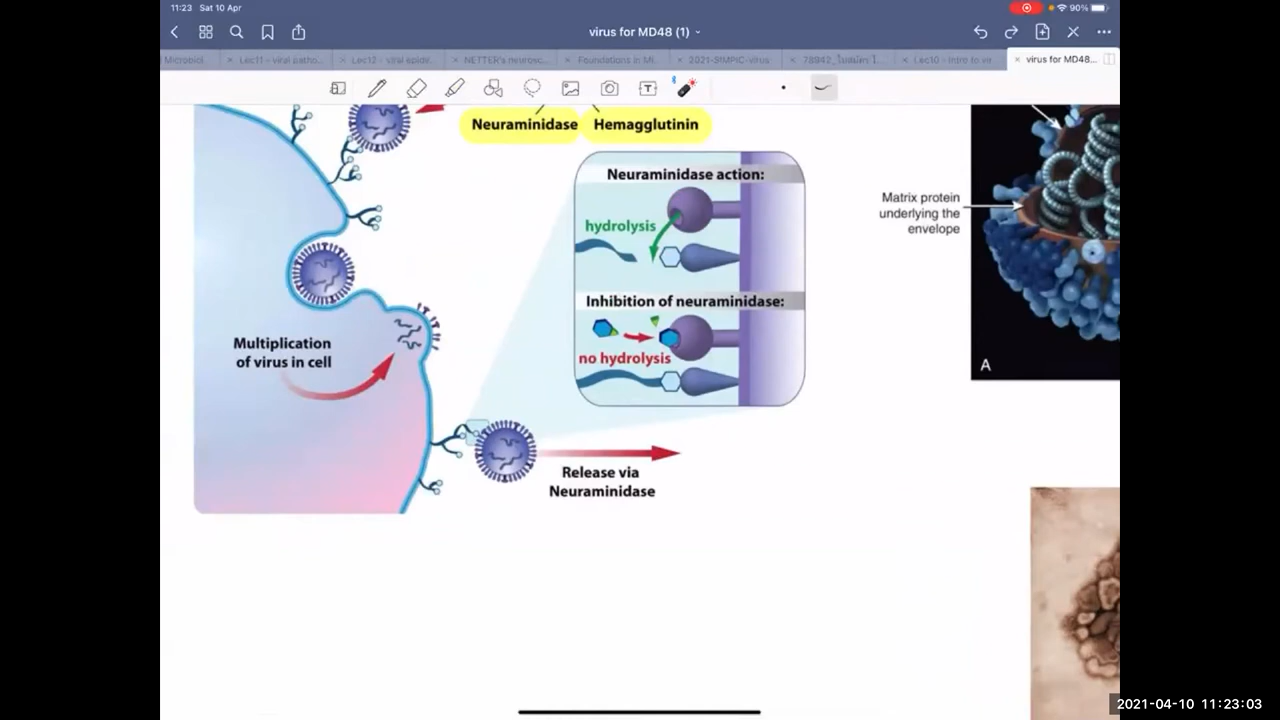 11:23 Sat 10 Apr
90%
virus for MD48 (1)
Microbiol
Lec11 - viral patho...
Lec12 - viral epide...
NETTER's neurosc...
Foundations in Mi...
2021-SIMPIC-virus
Lec10 - Intro to vir...
virus for MD48...
Neuraminidase
Hemagglutinin
Neuraminidase action:
hydrolysis
Inhibition of neuraminidase:
no hydrolysis
Multiplication
of virus in cell
Release via
Neuraminidase
Matrix protein
underlying the
envelope
A
2021-04-10 11:23:03